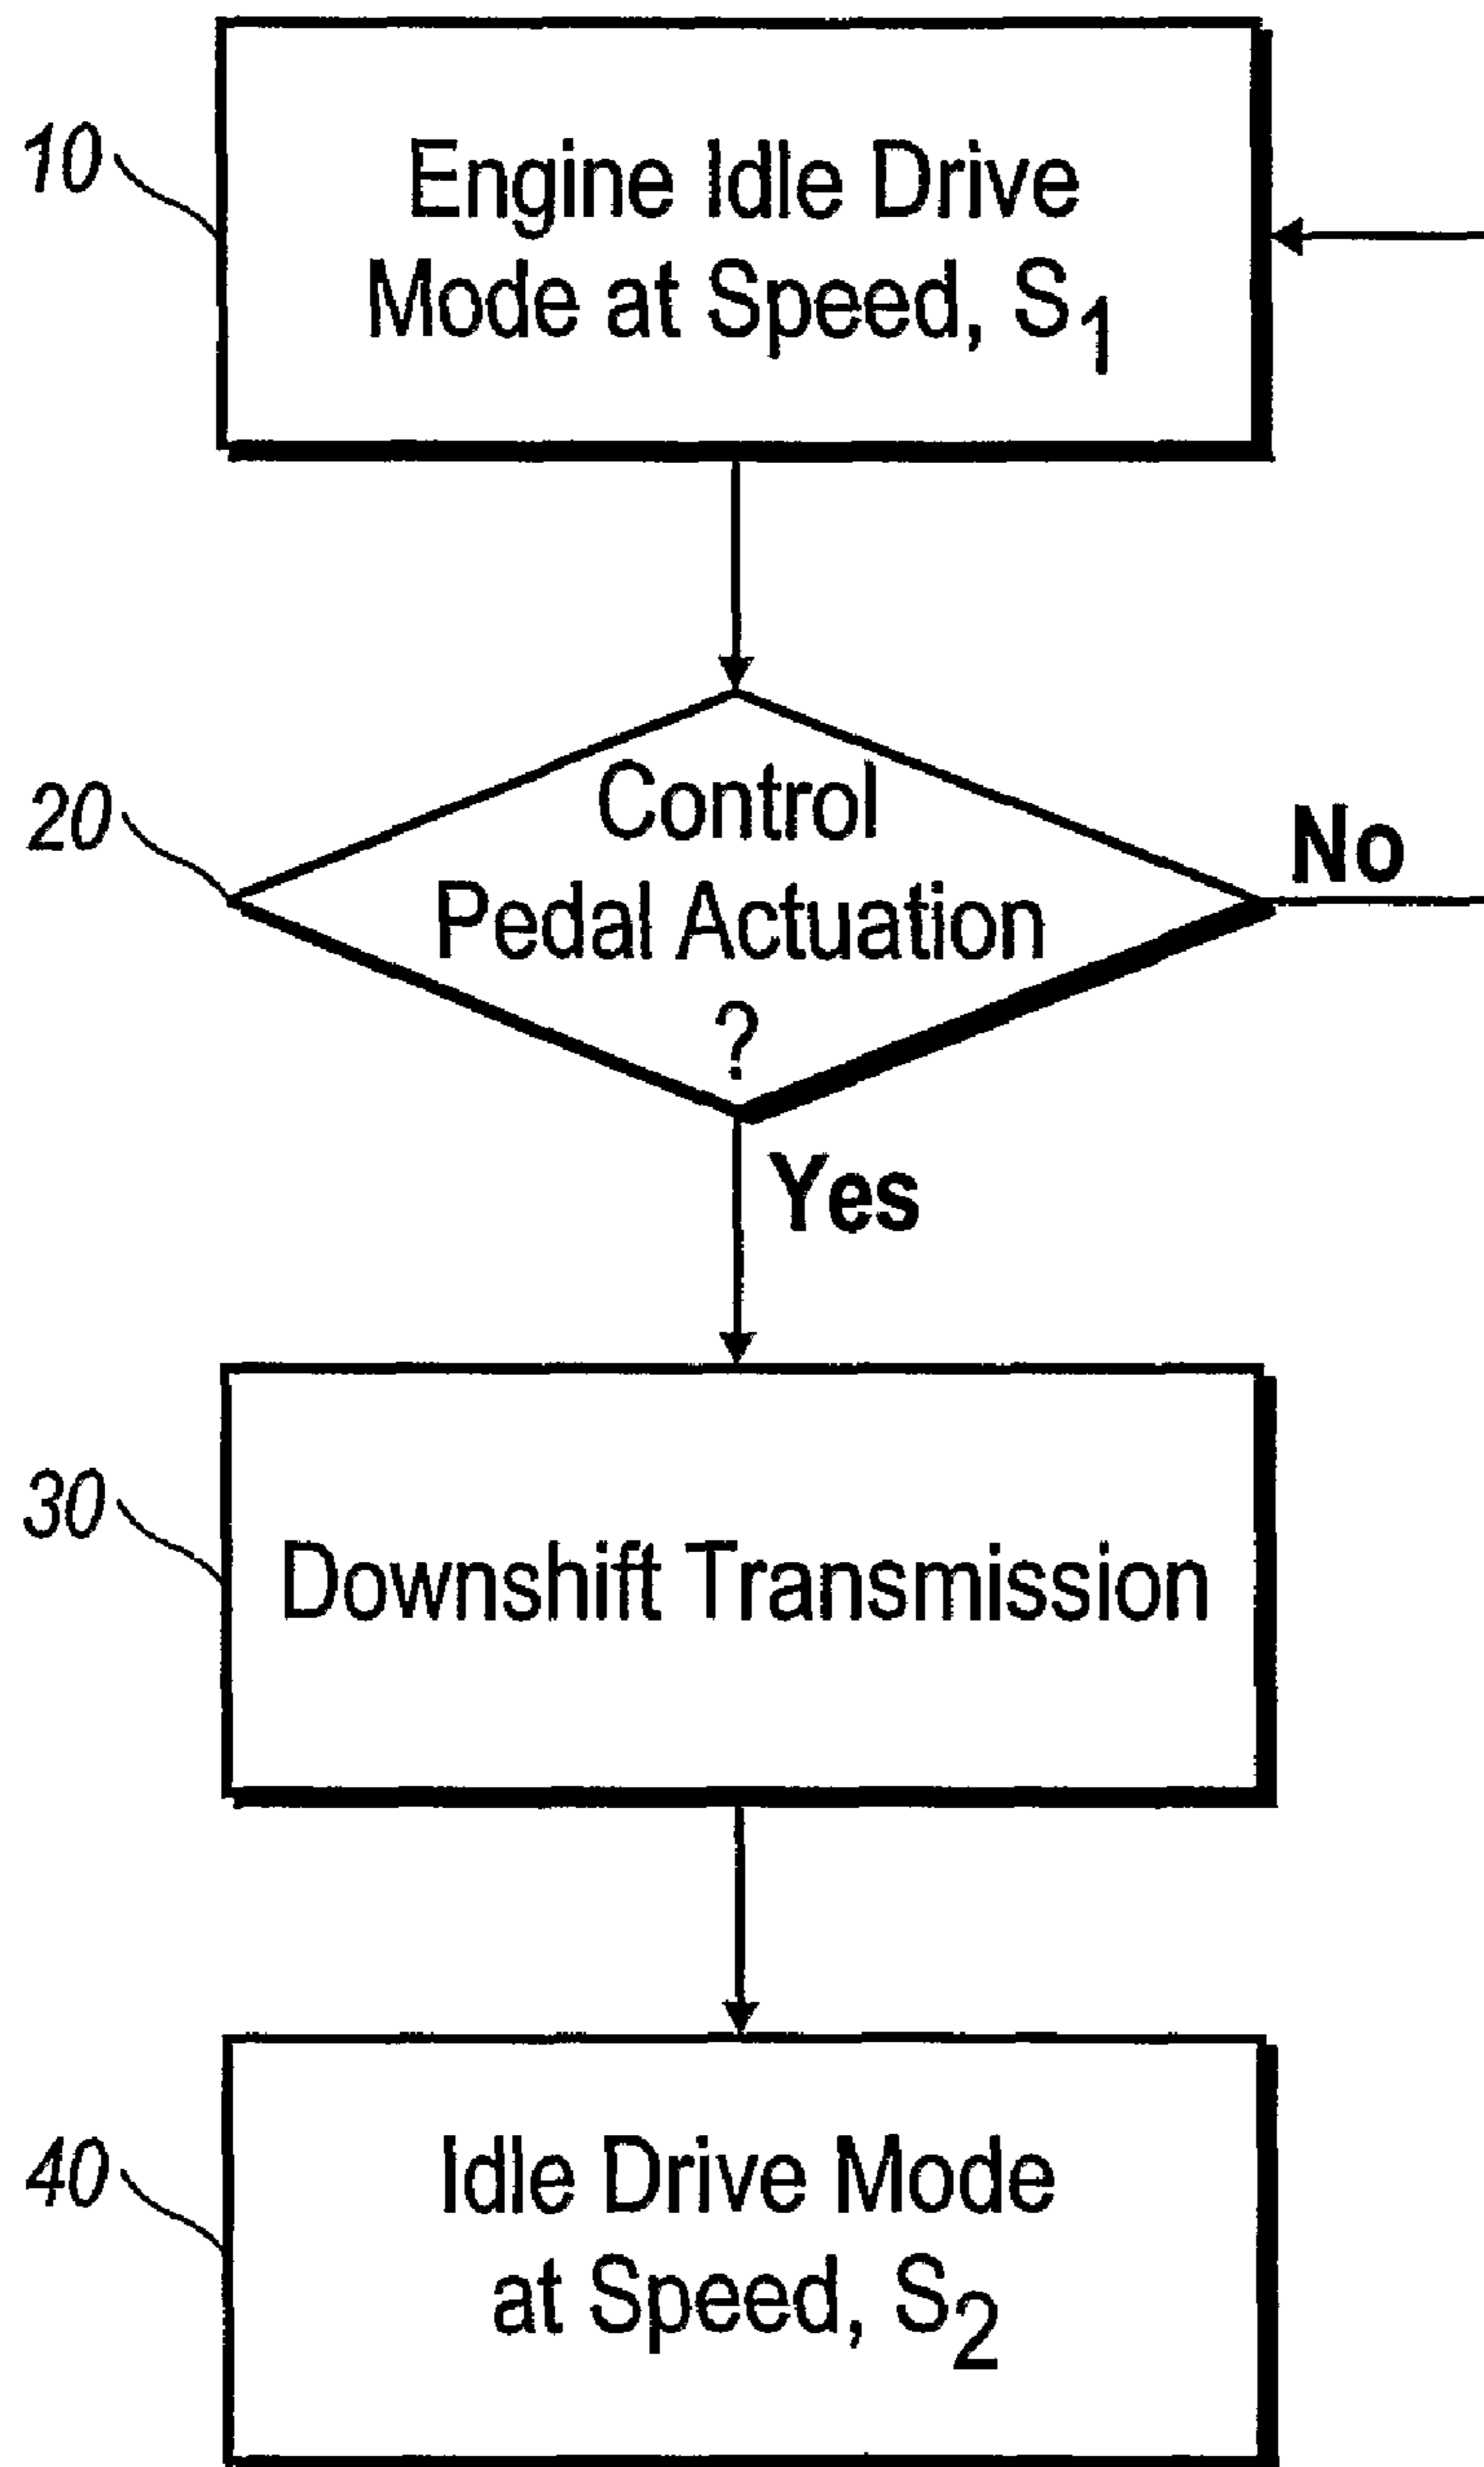 10
Engine Idle Drive
Mode at Speed, S₁
20
Control
Pedal Actuation
?
No
Yes
30
Downshift Transmission
40
Idle Drive Mode
at Speed, S₂